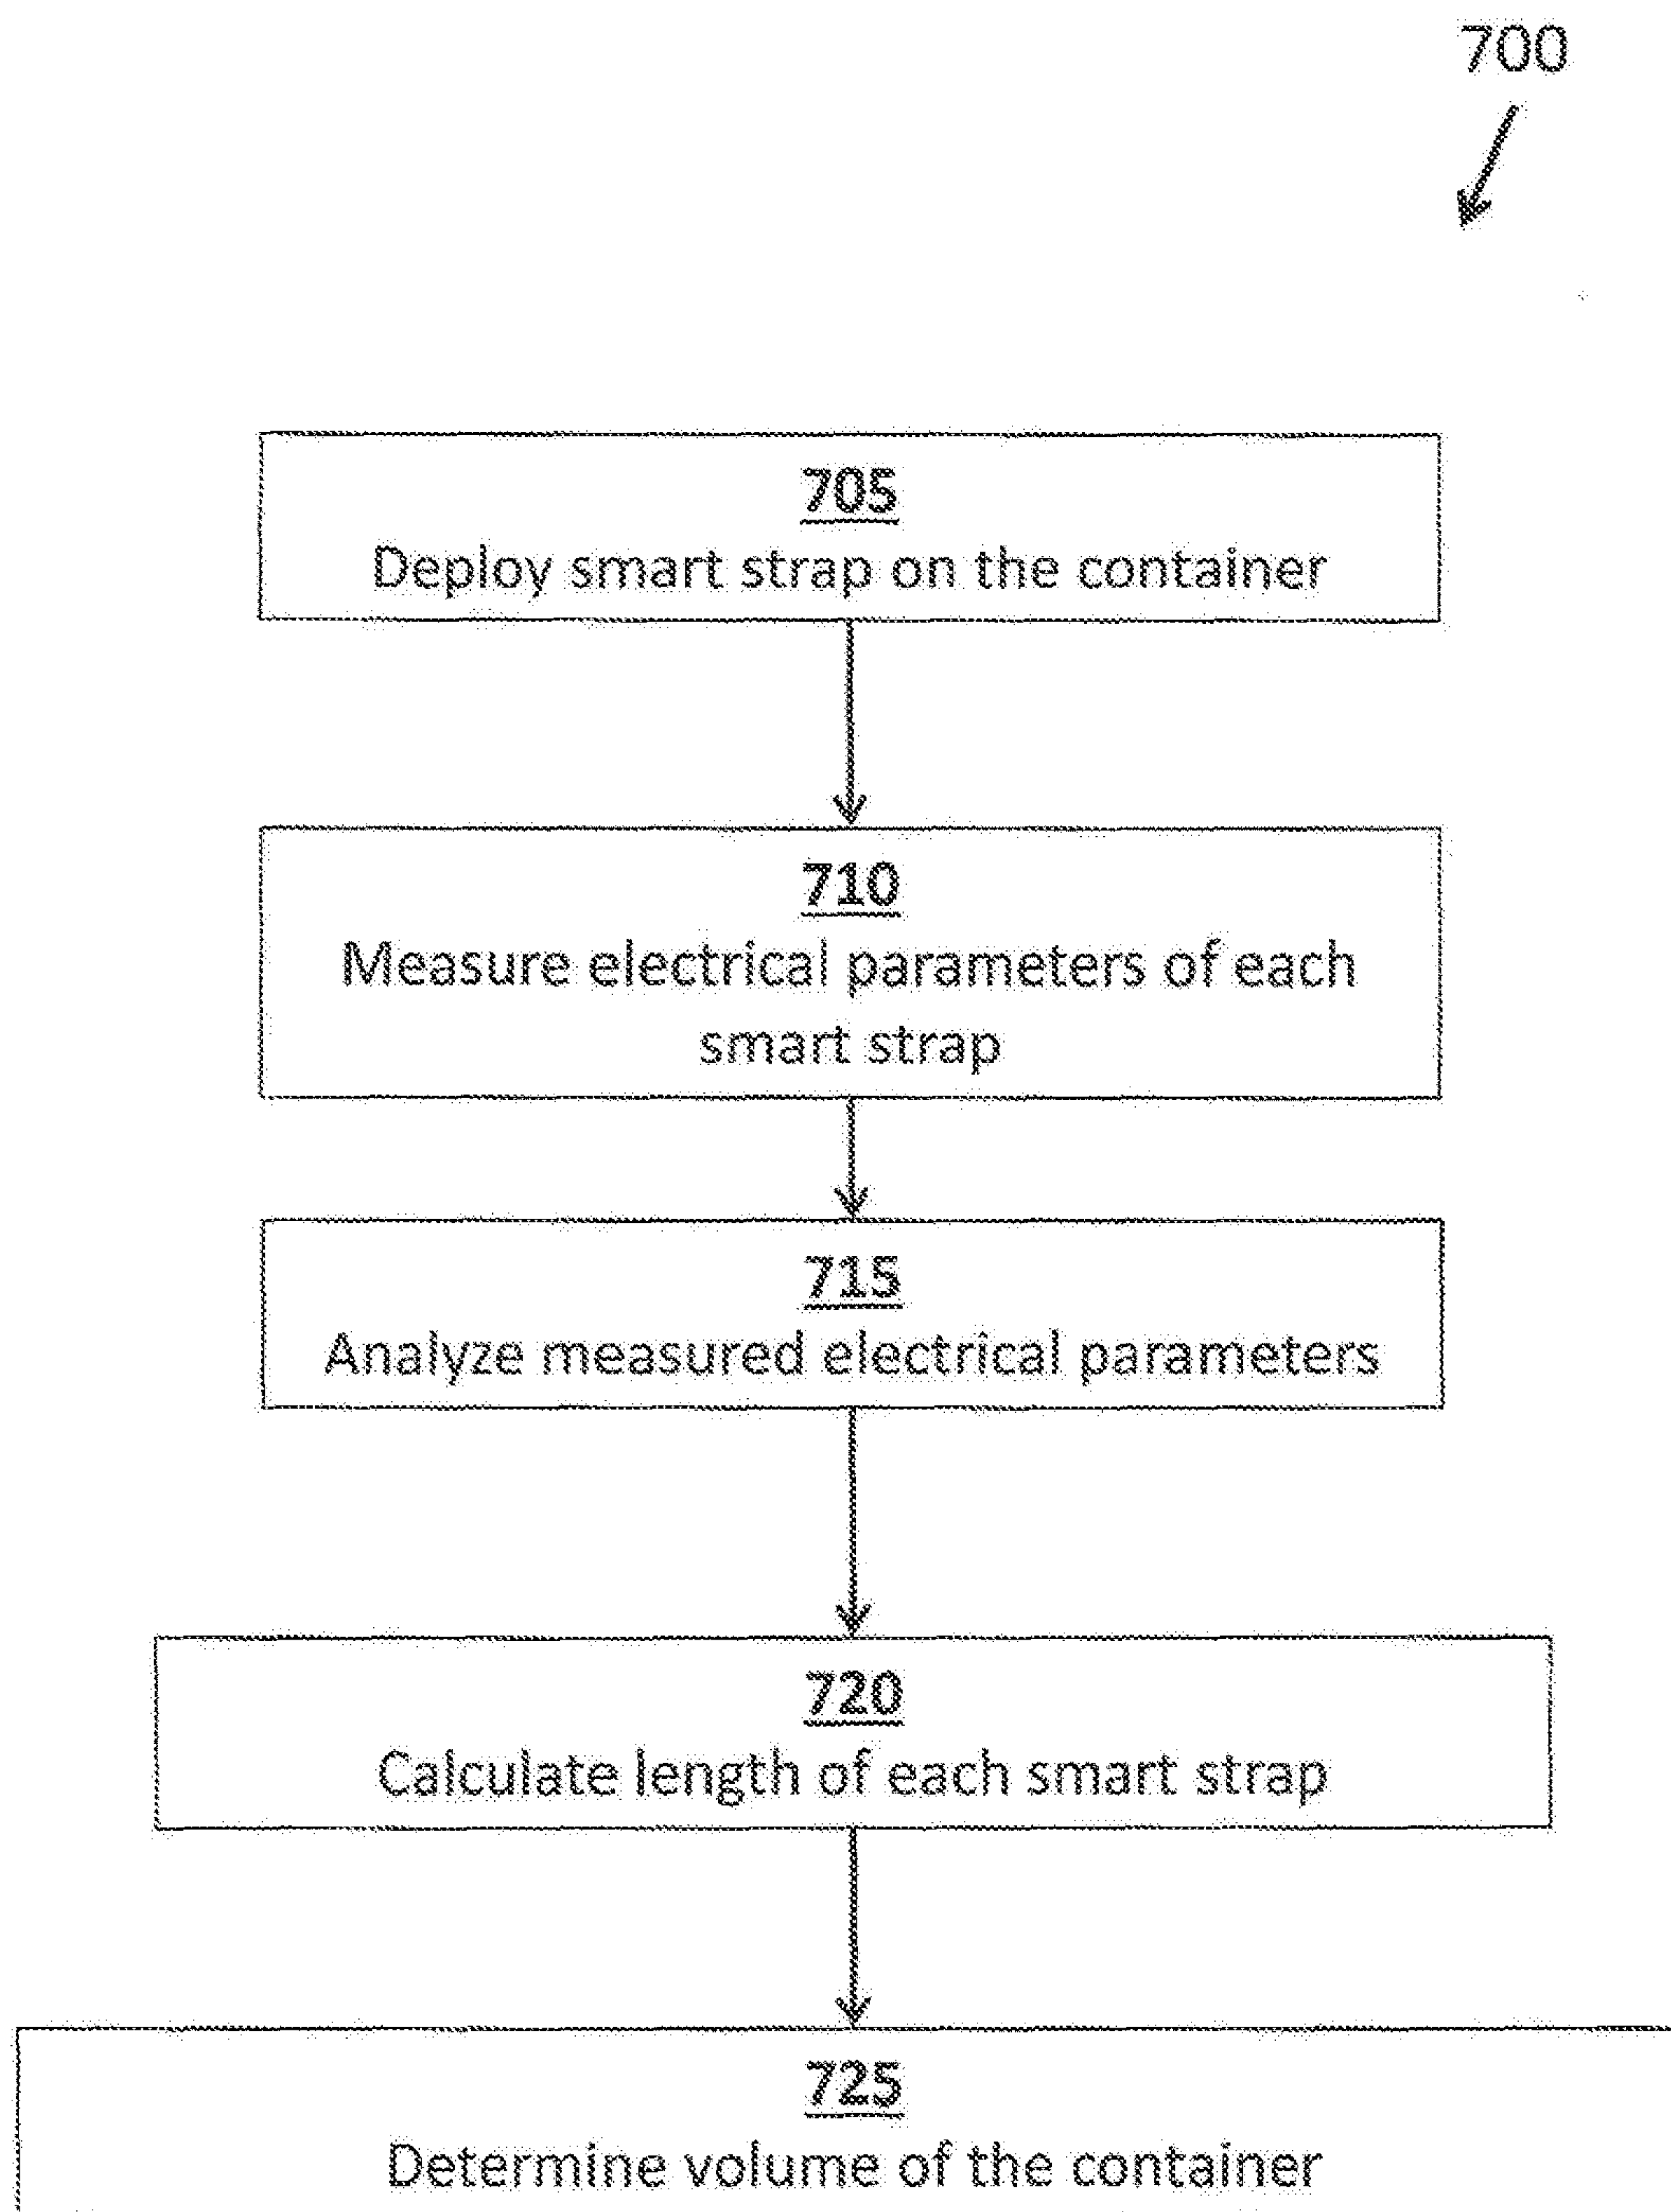 700
705
Deploy smart strap on the container
710
Measure electrical parameters of each
smart strap
715
Analyze measured electrical parameters
720
Calculate length of each smart strap
725
Determine volume of the container